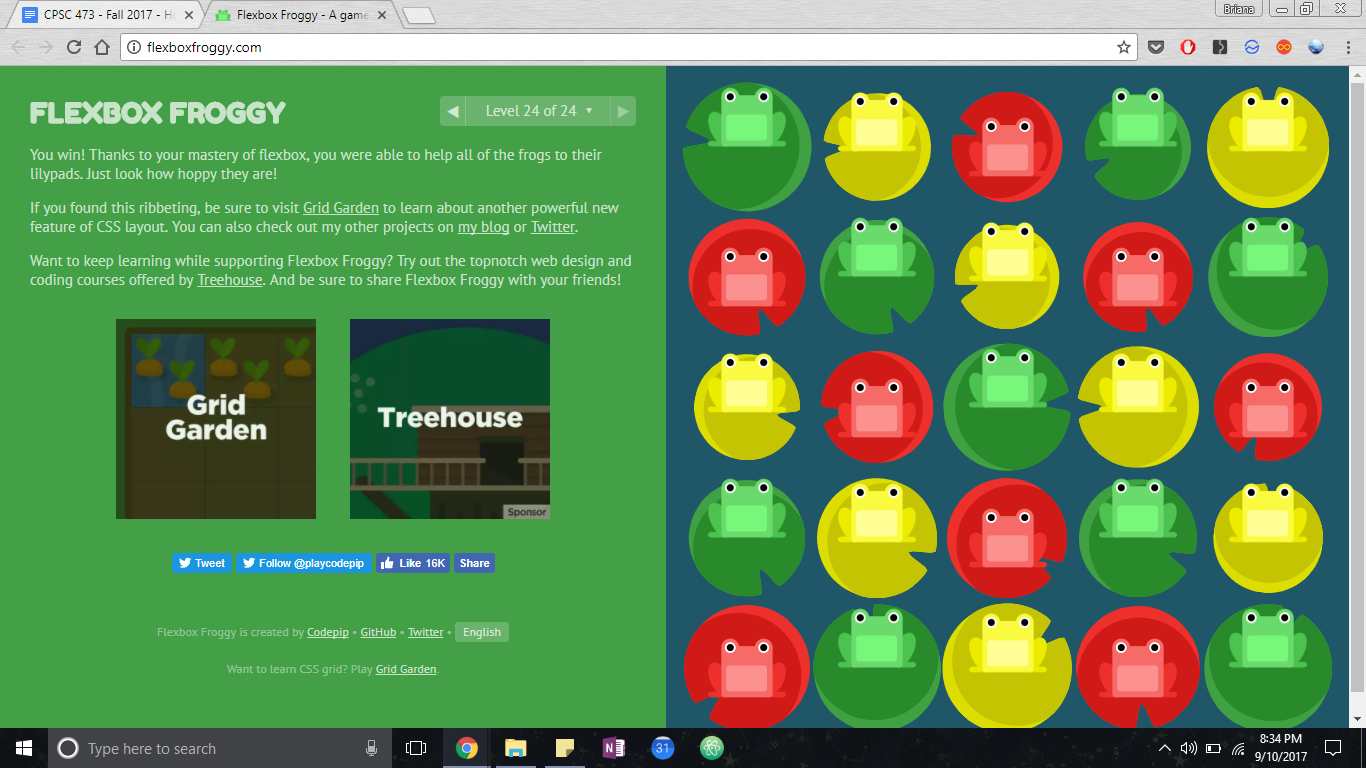 CPSC 473 - Fall 2017 - Ho
Flexbox Froggy - A game
Briana
flexboxfroggy.com
FLEXBOX FROGGY
Level 24 of 24
You win! Thanks to your mastery of flexbox, you were able to help all of the frogs to their
lilypads. Just look how hoppy they are!
If you found this ribbeting, be sure to visit Grid Garden to learn about another powerful new
feature of CSS layout. You can also check out my other projects on my blog or Twitter.
Want to keep learning while supporting Flexbox Froggy? Try out the topnotch web design and
coding courses offered by Treehouse. And be sure to share Flexbox Froggy with your friends!
Grid
Garden
Treehouse
Sponsor
Tweet
Follow @playcodepip
Like 16K
Share
Flexbox Froggy is created by Codepip • GitHub • Twitter • English
Want to learn CSS grid? Play Grid Garden.
Type here to search
N
31
8:34 PM
9/10/2017